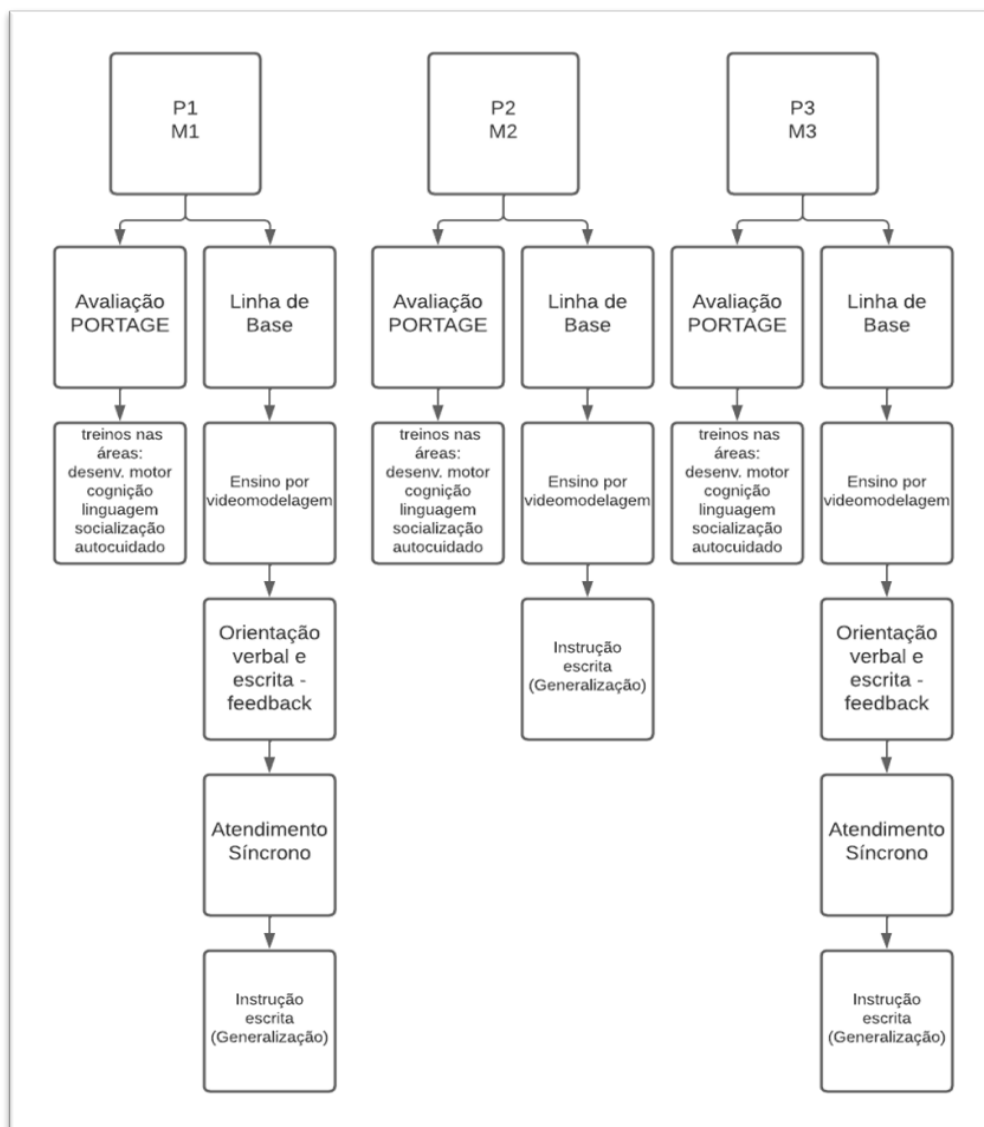 P1
M1
P2
M2
P3
M3
Avaliação
PORTAGE
Linha de
Base
Avaliação
PORTAGE
Linha de
Base
Avaliação
PORTAGE
Linha de
Base
treinos nas
áreas:
desenv. motor
cognição
linguagem
socialização
autocuidado
Ensino por
videomodelagem
treinos nas
áreas:
desenv. motor
cognição
linguagem
socialização
autocuidado
Ensino por
videomodelagem
treinos nas
áreas:
desenv. motor
cognição
linguagem
socialização
autocuidado
Ensino por
videomodelagem
Orientação
verbal e
escrita -
feedback
Instrução
escrita
(Generalização)
Orientação
verbal e
escrita -
feedback
Atendimento
Síncrono
Atendimento
Síncrono
Instrução
escrita
(Generalização)
Instrução
escrita
(Generalização)